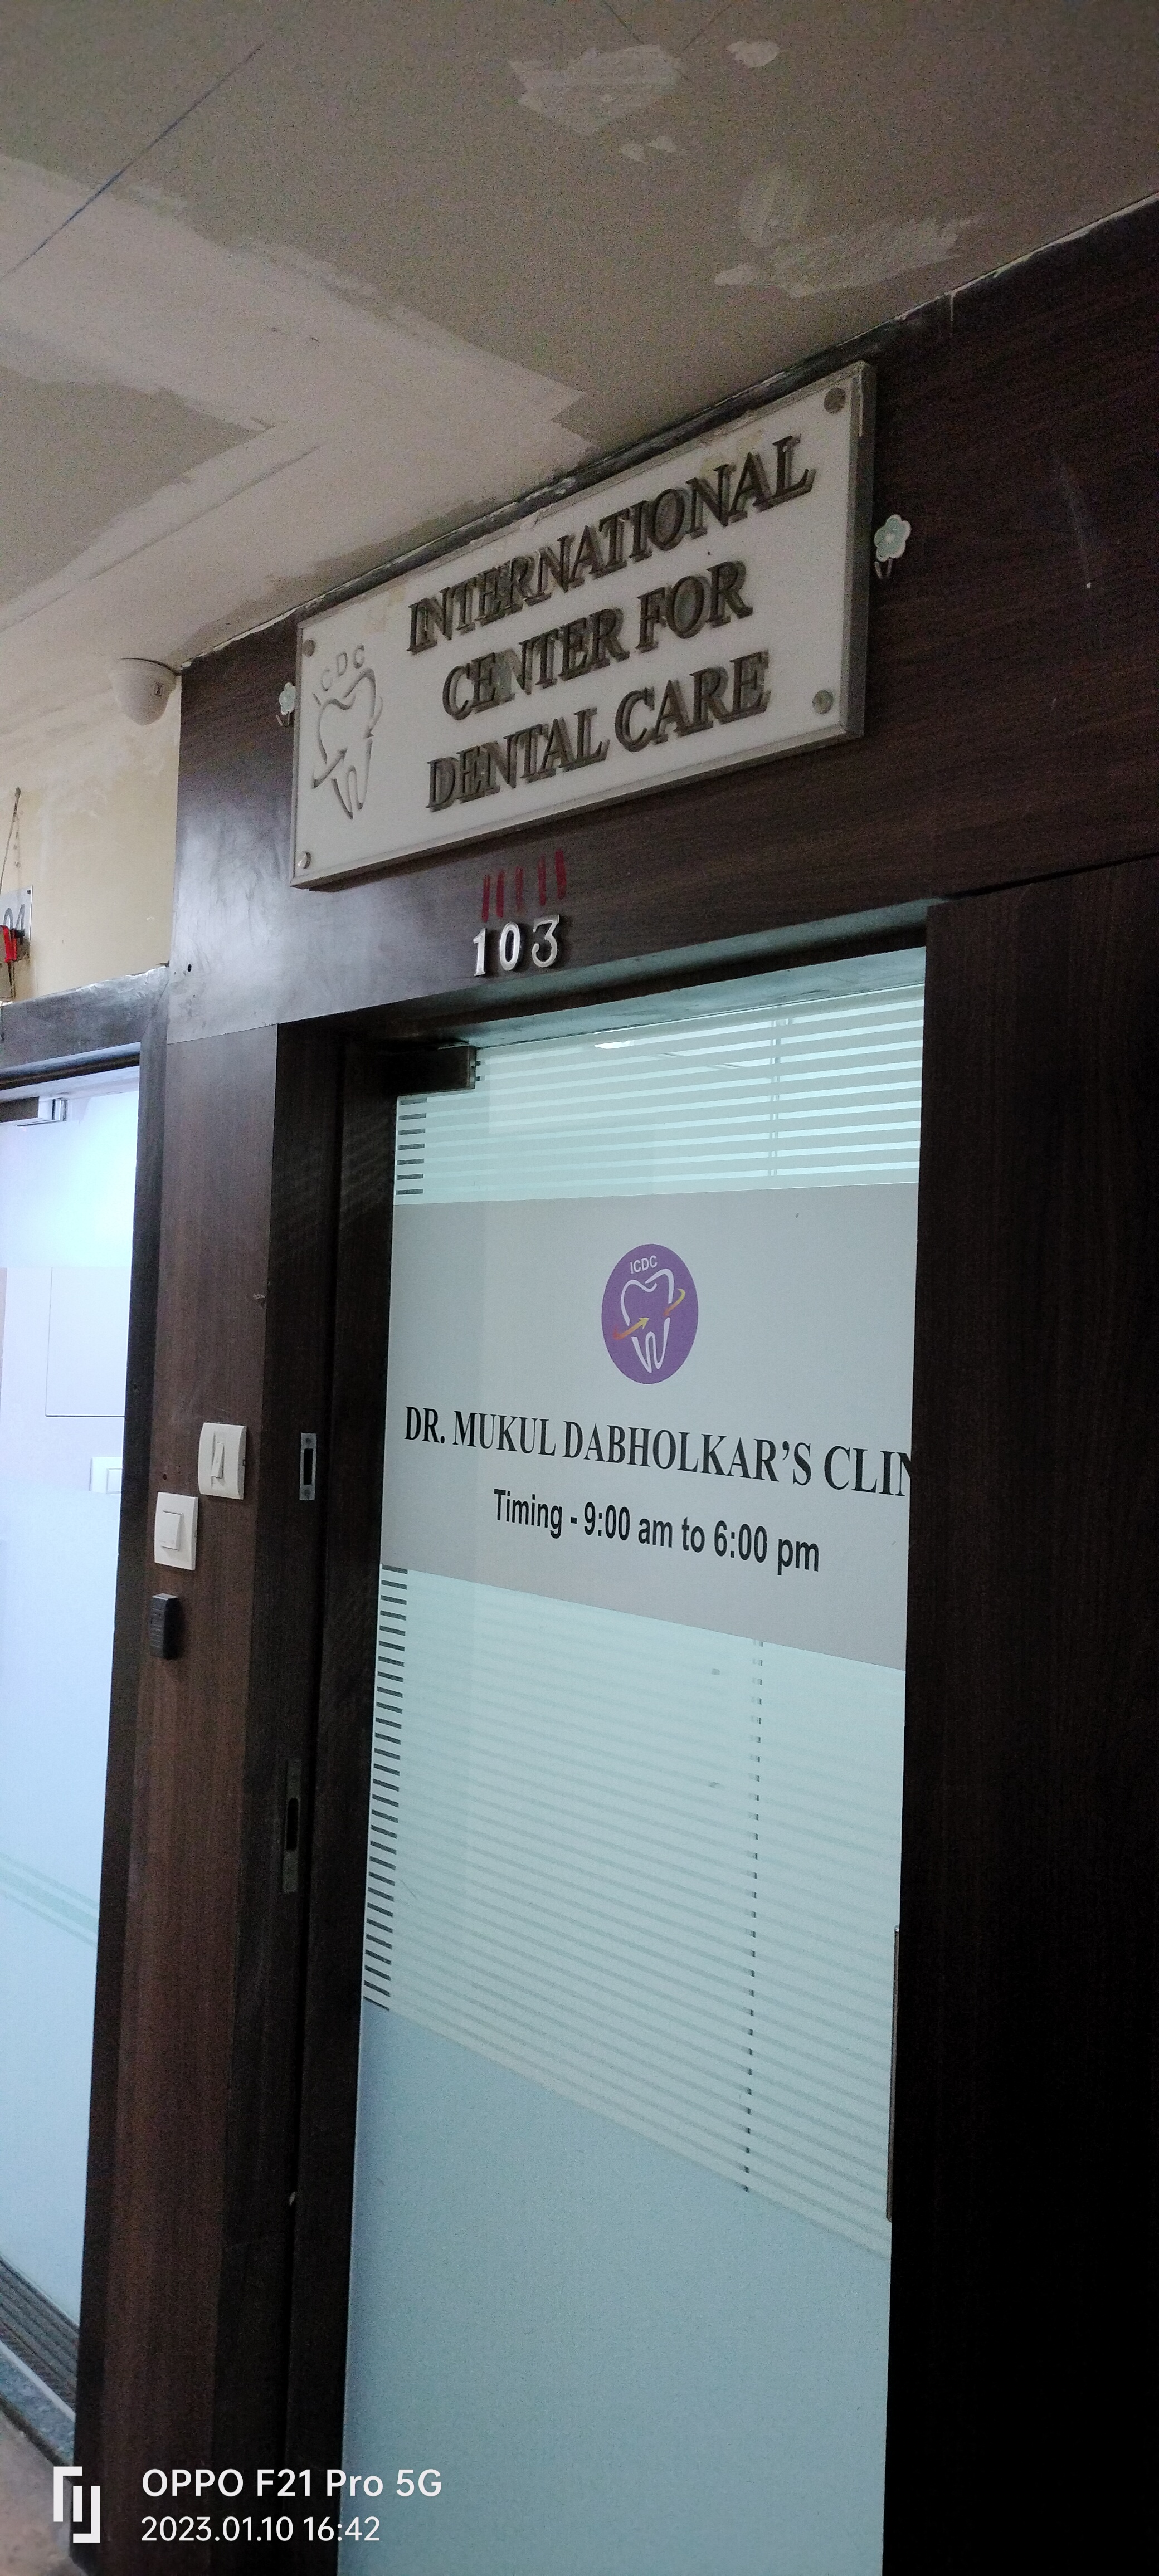 ICDC
INTERNATIONAL
CENTER FOR
DENTAL CARE
103
ICDC
DR. MUKUL DABHOLKAR'S CLIN
Timing - 9:00 am to 6:00 pm
OPPO F21 Pro 5G
2023.01.10 16:42